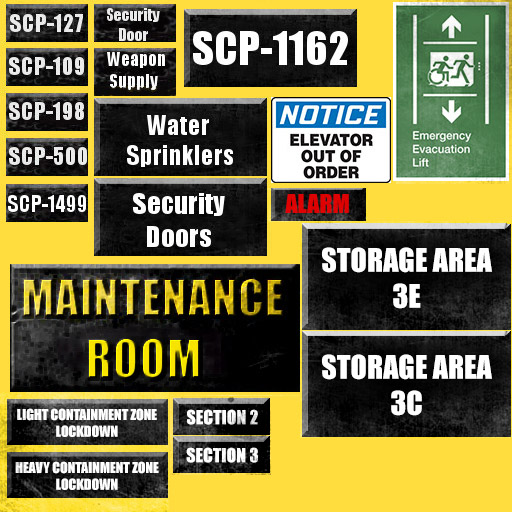 SCP-127
Security
Door
SCP-1162
SCP-109
Weapon
Supply
SCP-198
Water
Sprinklers
NOTICE
ELEVATOR
OUT OF
ORDER
Emergency
Evacuation
Lift
SCP-500
SCP-1499
Security
Doors
ALARM
STORAGE AREA
3E
MAINTENANCE
ROOM
STORAGE AREA
3C
LIGHT CONTAINMENT ZONE
LOCKDOWN
SECTION 2
HEAVY CONTAINMENT ZONE
LOCKDOWN
SECTION 3